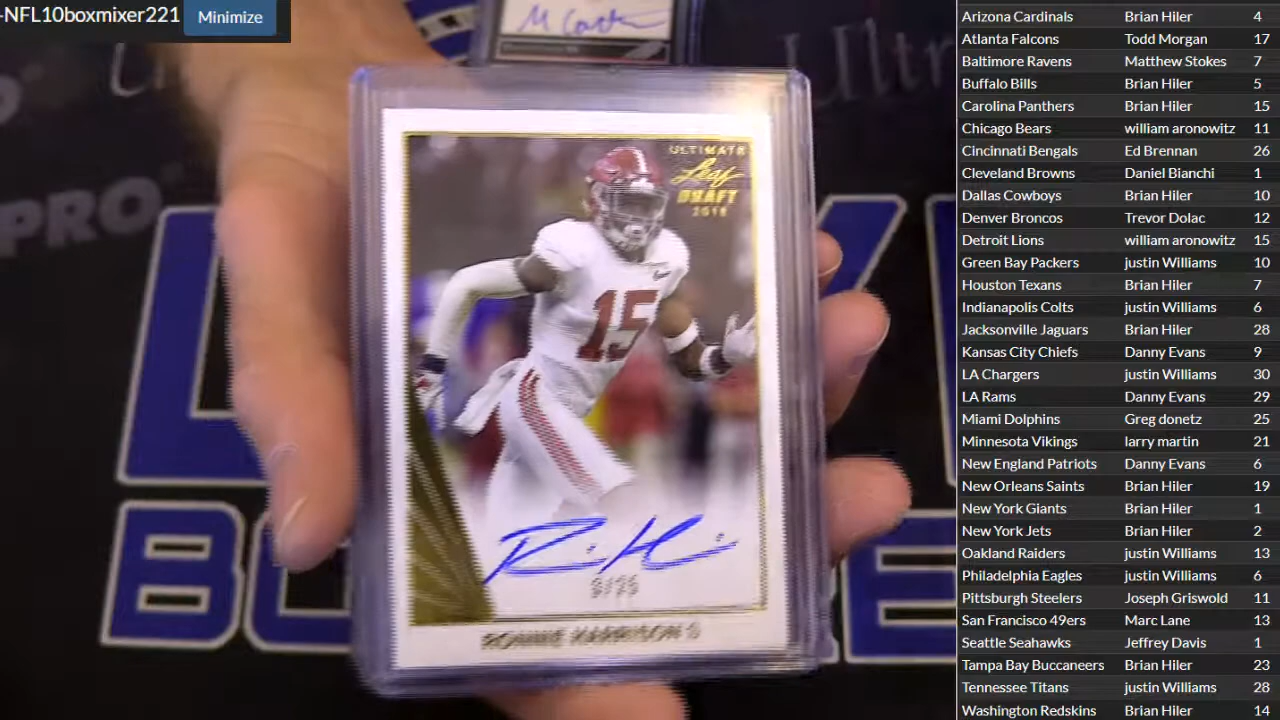 -NFL10boxmixer221
Minimize
M Carter
ULTIMATE
Leaf
DRAFT
2018
15
RONNIE HARRISON
Ultr
PRO
Arizona Cardinals Brian Hiler 4
Atlanta Falcons Todd Morgan 17
Baltimore Ravens Matthew Stokes 7
Buffalo Bills Brian Hiler 5
Carolina Panthers Brian Hiler 15
Chicago Bears william aronowitz 11
Cincinnati Bengals Ed Brennan 26
Cleveland Browns Daniel Bianchi 1
Dallas Cowboys Brian Hiler 10
Denver Broncos Trevor Dolac 12
Detroit Lions william aronowitz 15
Green Bay Packers justin Williams 10
Houston Texans Brian Hiler 7
Indianapolis Colts justin Williams 6
Jacksonville Jaguars Brian Hiler 28
Kansas City Chiefs Danny Evans 9
LA Chargers justin Williams 30
LA Rams Danny Evans 29
Miami Dolphins Greg donetz 25
Minnesota Vikings larry martin 21
New England Patriots Danny Evans 6
New Orleans Saints Brian Hiler 19
New York Giants Brian Hiler 1
New York Jets Brian Hiler 2
Oakland Raiders justin Williams 13
Philadelphia Eagles justin Williams 6
Pittsburgh Steelers Joseph Griswold 11
San Francisco 49ers Marc Lane 13
Seattle Seahawks Jeffrey Davis 1
Tampa Bay Buccaneers Brian Hiler 23
Tennessee Titans justin Williams 28
Washington Redskins Brian Hiler 14